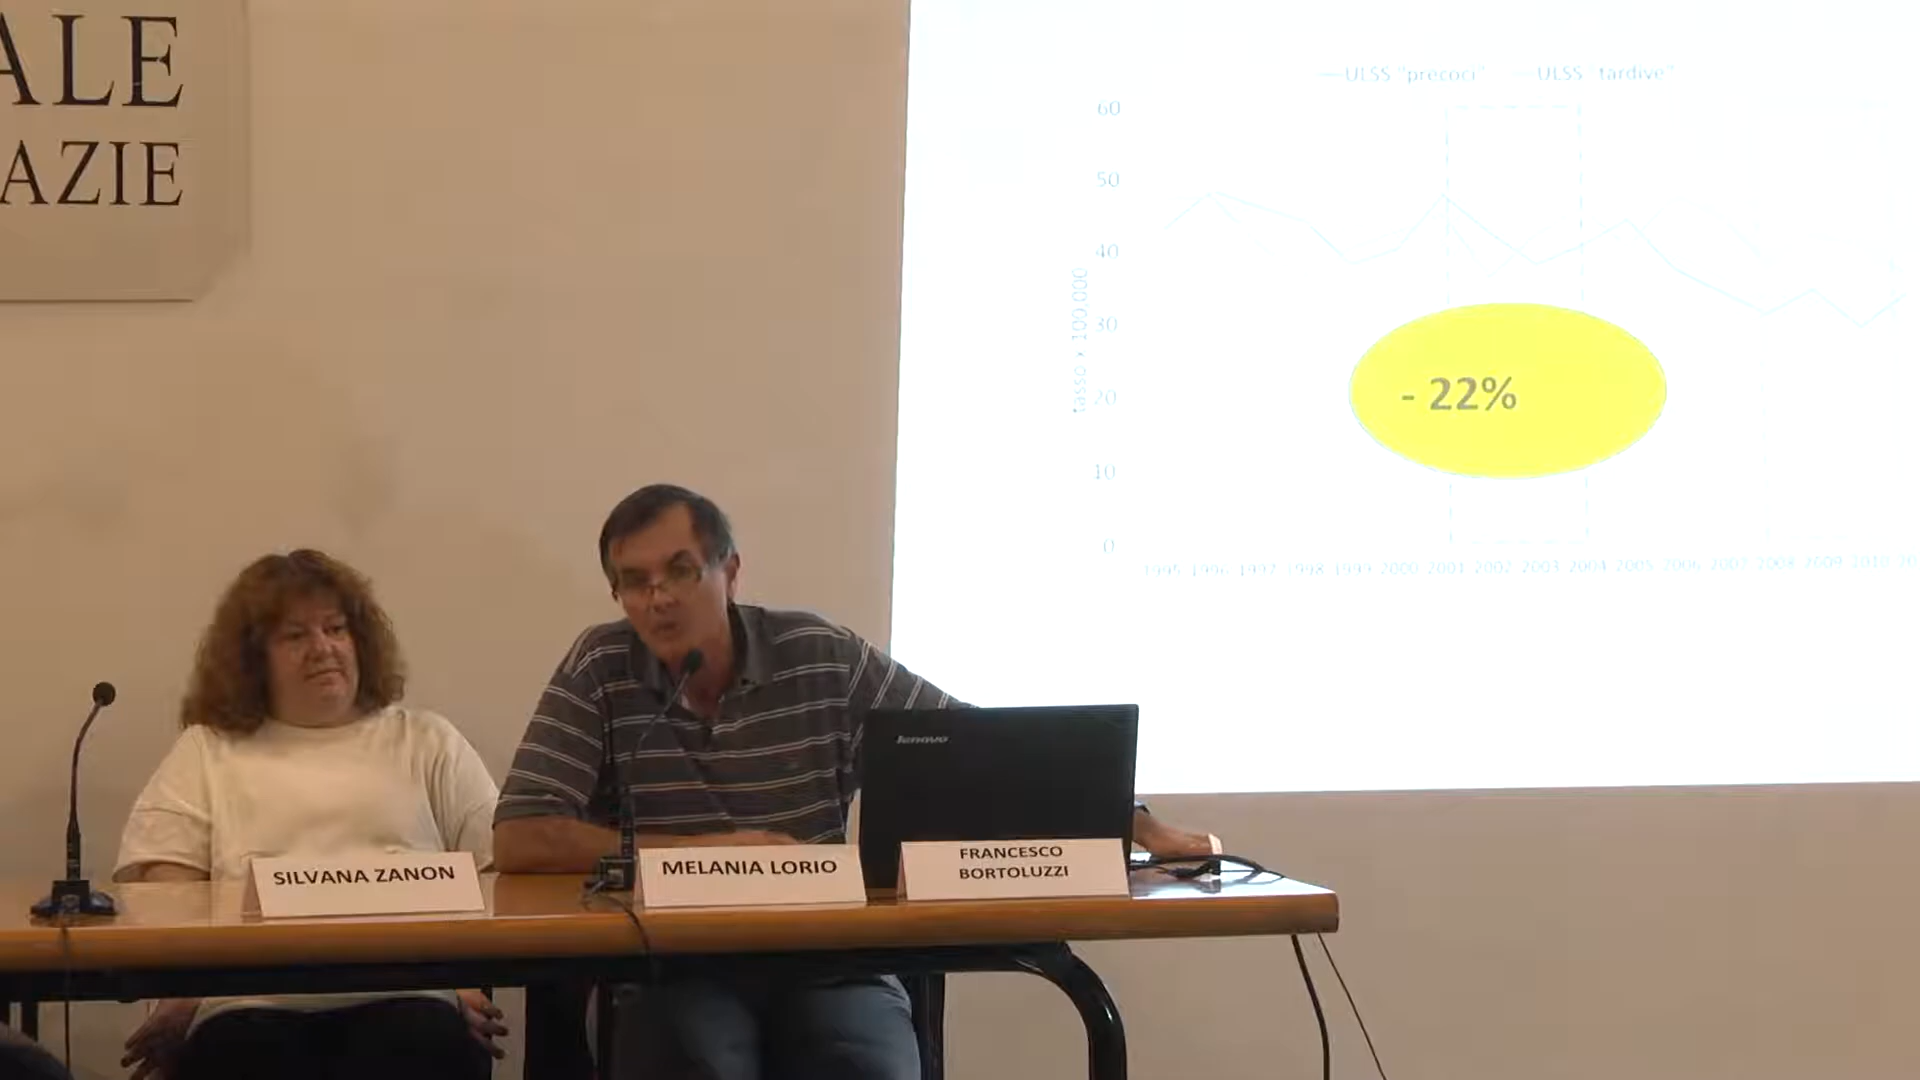 ALE
AZIE
ULSS "precoci" ULSS "tardive"
60
50
40
30
20
10
0
tasso x 100.000
- 22%
1995 1996 1997 1998 1999 2000 2001 2002 2003 2004 2005 2006 2007 2008 2009 2010
lenovo
SILVANA ZANON
MELANIA LORIO
FRANCESCO
BORTOLUZZI